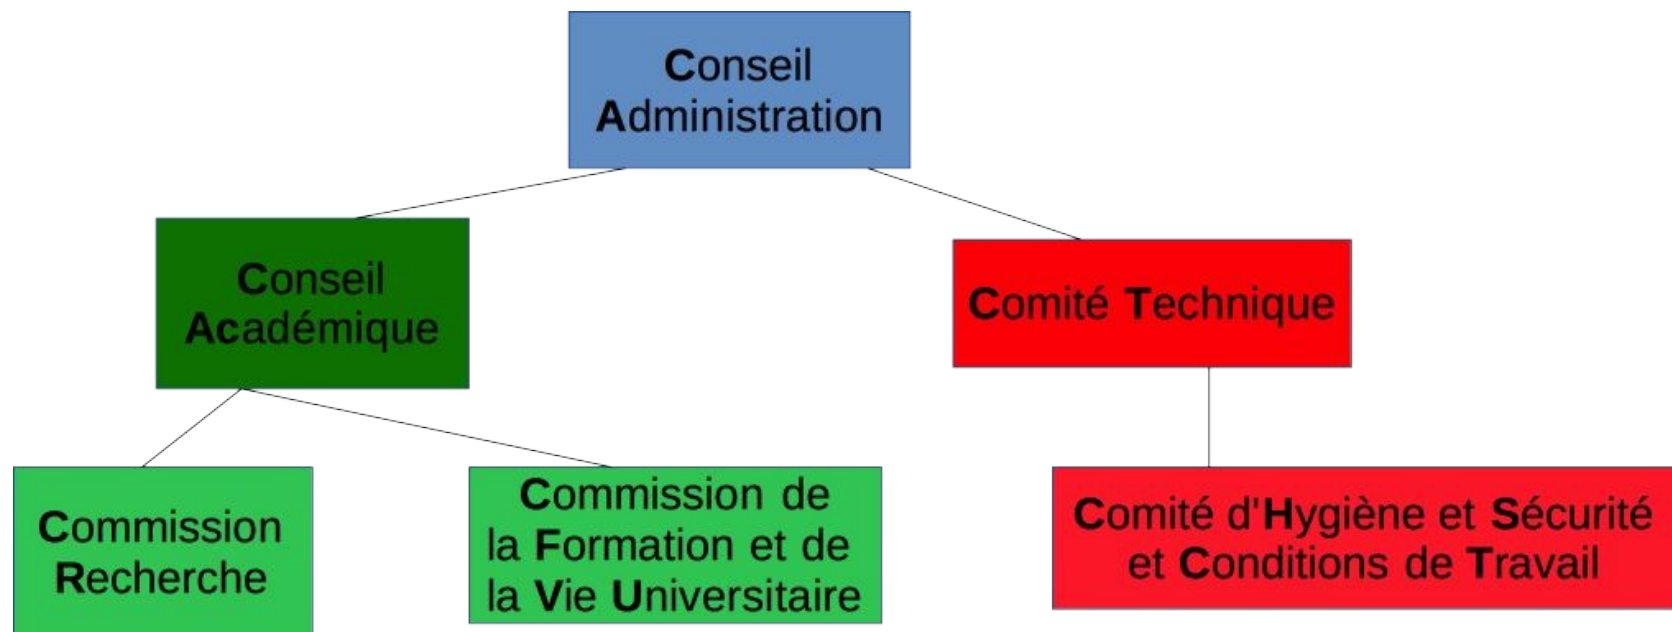 Conseil
Administration
Conseil
Académique
Comité Technique
Commission
Recherche
Commission de
la Formation et de
la Vie Universitaire
Comité d'Hygiène et Sécurité
et Conditions de Travail